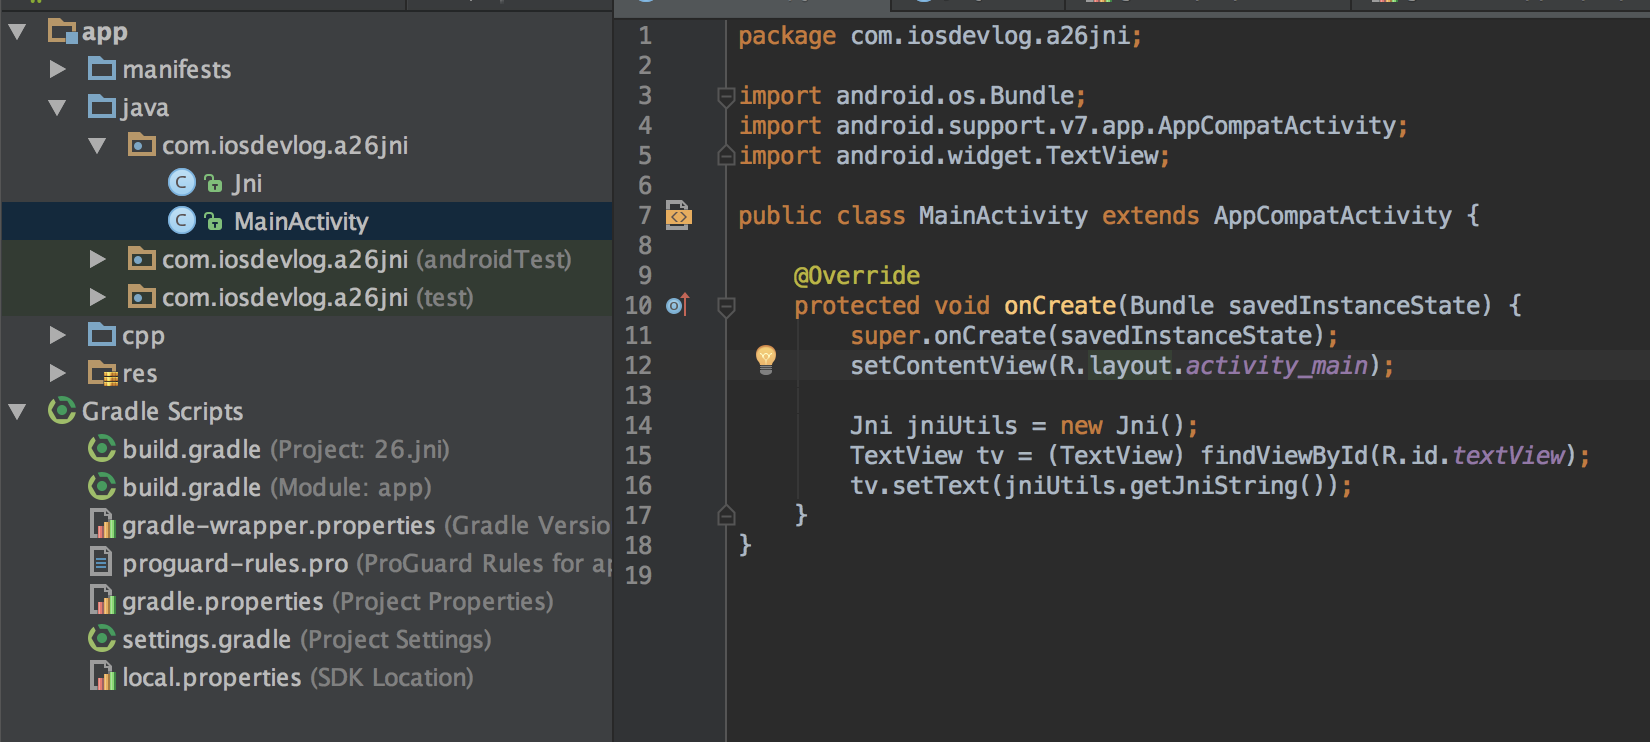 app
manifests
java
com.iosdevlog.a26jni
Jni
MainActivity
com.iosdevlog.a26jni (androidTest)
com.iosdevlog.a26jni (test)
cpp
res
Gradle Scripts
build.gradle (Project: 26.jni)
build.gradle (Module: app)
gradle-wrapper.properties (Gradle Versio
proguard-rules.pro (ProGuard Rules for ap
gradle.properties (Project Properties)
settings.gradle (Project Settings)
local.properties (SDK Location)
1 package com.iosdevlog.a26jni;
2
3 import android.os.Bundle;
4 import android.support.v7.app.AppCompatActivity;
5 import android.widget.TextView;
6
7 public class MainActivity extends AppCompatActivity {
8
9 @Override
10 protected void onCreate(Bundle savedInstanceState) {
11 super.onCreate(savedInstanceState);
12 setContentView(R.layout.activity_main);
13
14 Jni jniUtils = new Jni();
15 TextView tv = (TextView) findViewById(R.id.textView);
16 tv.setText(jniUtils.getJniString());
17 }
18 }
19